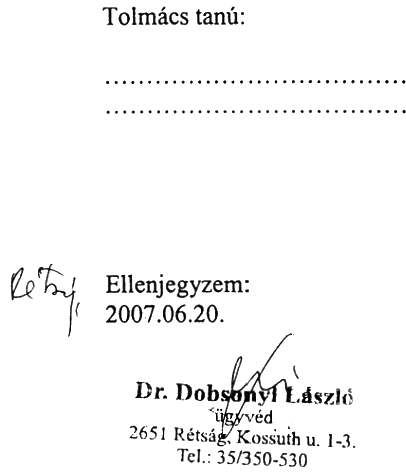 Tolmács tanú:
........................................
........................................
Rétság, Ellenjegyzem:
2007.06.20.
Dr. Dobsonyi László
ügyvéd
2651 Rétság, Kossuth u. 1-3.
Tel.: 35/350-530